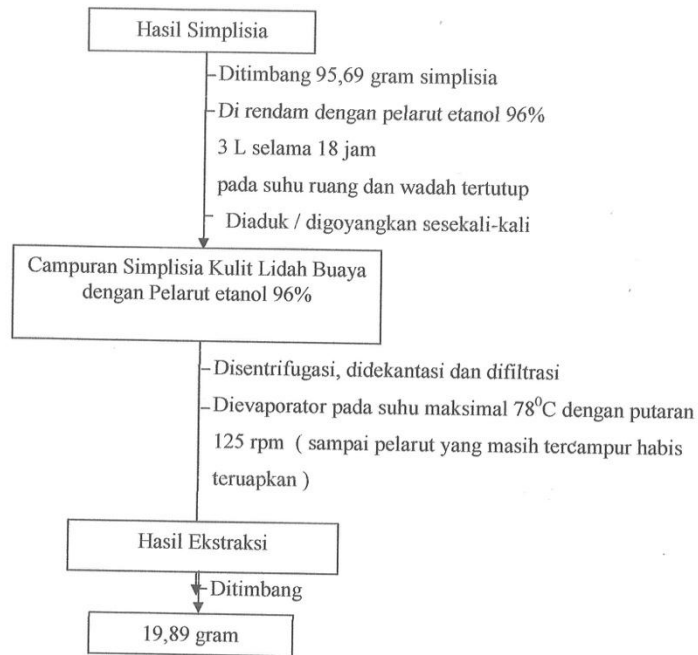 Hasil Simplisia
Ditimbang 95,69 gram simplisia
Di rendam dengan pelarut etanol 96%
3 L selama 18 jam
pada suhu ruang dan wadah tertutup
Diaduk / digoyangkan sesekali-kali
Campuran Simplisia Kulit Lidah Buaya
dengan Pelarut etanol 96%
Disentrifugasi, didekantasi dan difiltrasi
Dievaporator pada suhu maksimal 78⁰C dengan putaran
125 rpm ( sampai pelarut yang masih tercampur habis
teruapkan )
Hasil Ekstraksi
Ditimbang
19,89 gram